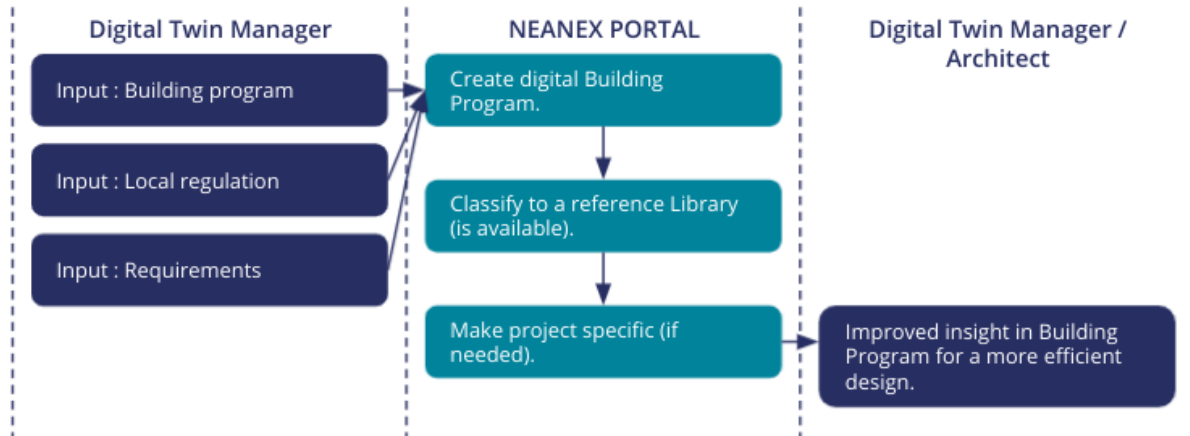 Digital Twin Manager
Input : Building program
Input : Local regulation
Input : Requirements
NEANEX PORTAL
Create digital Building
Program.
Classify to a reference Library
(is available).
Make project specific (if
needed).
Digital Twin Manager /
Architect
Improved insight in Building
Program for a more efficient
design.